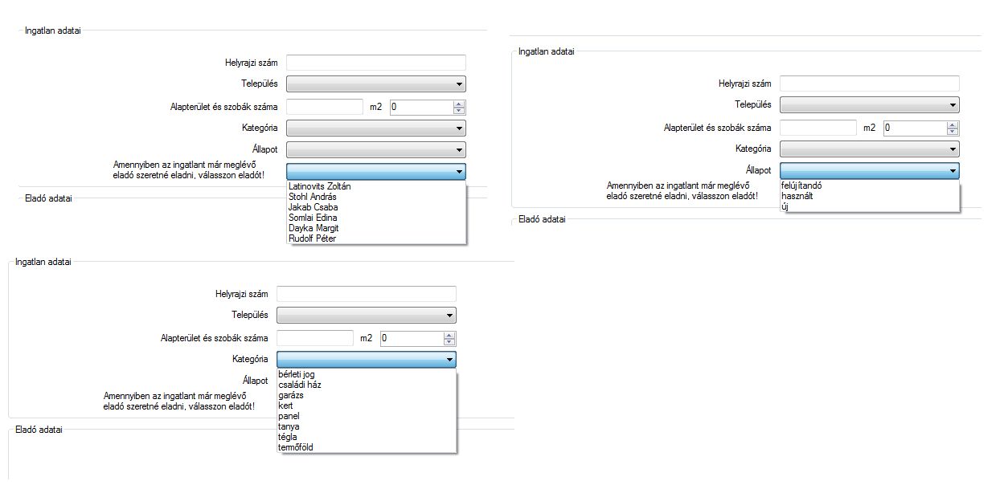 Ingatlan adatai
Helyrajzi szám
Település
Alapterület és szobák száma m2 0
Kategória
Állapot
Amennyiben az ingatlant már meglévő
eladó szeretné eladni, válasszon eladót!
Latinovits Zoltán
Stohl András
Jakab Csaba
Somlai Edina
Dayka Margit
Rudolf Péter
Eladó adatai
Ingatlan adatai
Helyrajzi szám
Település
Alapterület és szobák száma m2 0
Kategória
Állapot
Amennyiben az ingatlant már meglévő
eladó szeretné eladni, válasszon eladót!
felújítandó
használt
új
Eladó adatai
Ingatlan adatai
Helyrajzi szám
Település
Alapterület és szobák száma m2 0
Kategória
Állapot
Amennyiben az ingatlant már meglévő
eladó szeretné eladni, válasszon eladót!
bérleti jog
családi ház
garázs
kert
panel
tanya
tégla
termőföld
Eladó adatai